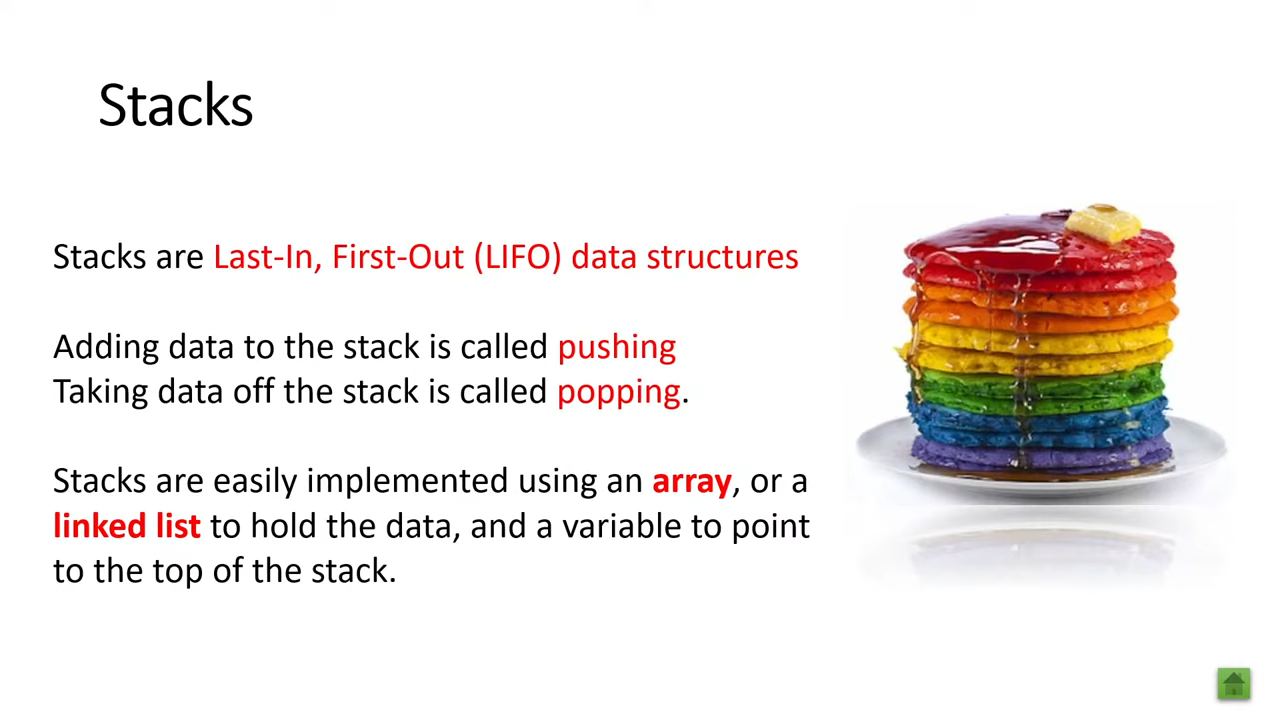 Stacks
Stacks are Last-In, First-Out (LIFO) data structures
Adding data to the stack is called pushing
Taking data off the stack is called popping.
Stacks are easily implemented using an array, or a
linked list to hold the data, and a variable to point
to the top of the stack.